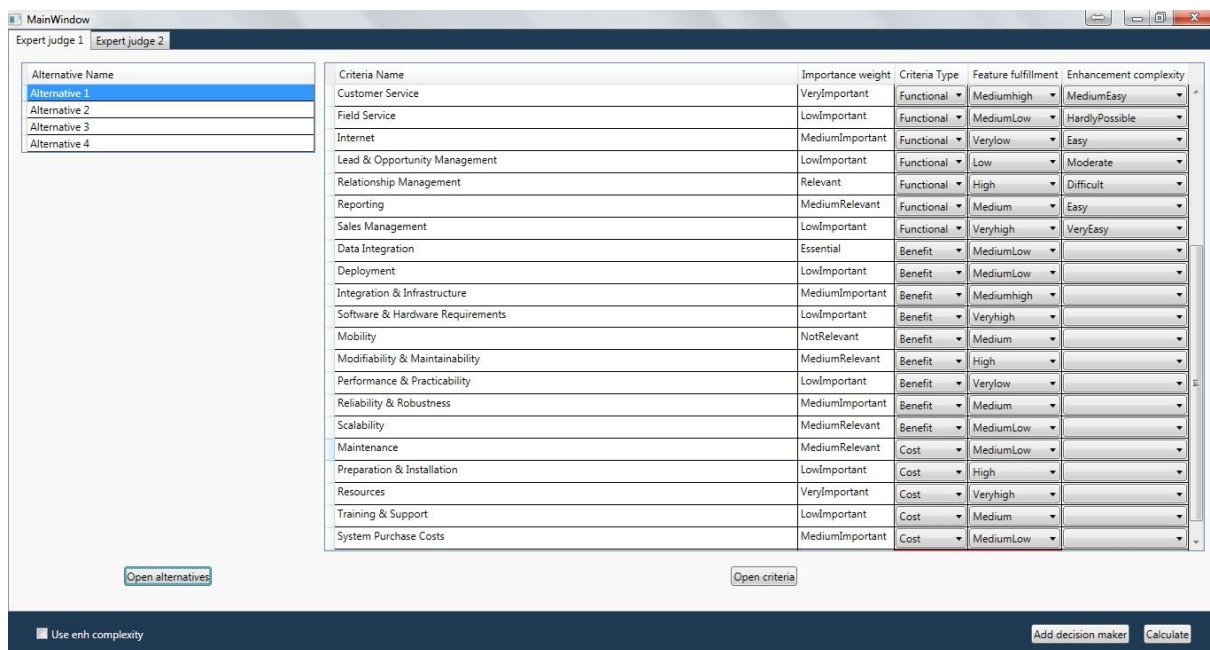 MainWindow
Expert judge 1 Expert judge 2
Alternative Name
Alternative 1
Alternative 2
Alternative 3
Alternative 4
Criteria Name Importance weight Criteria Type Feature fulfillment Enhancement complexity
Customer Service VeryImportant Functional Mediumhigh MediumEasy
Field Service LowImportant Functional MediumLow HardlyPossible
Internet MediumImportant Functional Verylow Easy
Lead & Opportunity Management LowImportant Functional Low Moderate
Relationship Management Relevant Functional High Difficult
Reporting MediumRelevant Functional Medium Easy
Sales Management LowImportant Functional Veryhigh VeryEasy
Data Integration Essential Benefit MediumLow
Deployment LowImportant Benefit MediumLow
Integration & Infrastructure MediumImportant Benefit Mediumhigh
Software & Hardware Requirements LowImportant Benefit Veryhigh
Mobility NotRelevant Benefit Medium
Modifiability & Maintainability MediumRelevant Benefit High
Performance & Practicability LowImportant Benefit Verylow
Reliability & Robustness MediumImportant Benefit Medium
Scalability MediumRelevant Benefit MediumLow
Maintenance MediumRelevant Cost MediumLow
Preparation & Installation LowImportant Cost High
Resources VeryImportant Cost Veryhigh
Training & Support LowImportant Cost Medium
System Purchase Costs MediumImportant Cost MediumLow
Open alternatives Open criteria
Use enh complexity Add decision maker Calculate